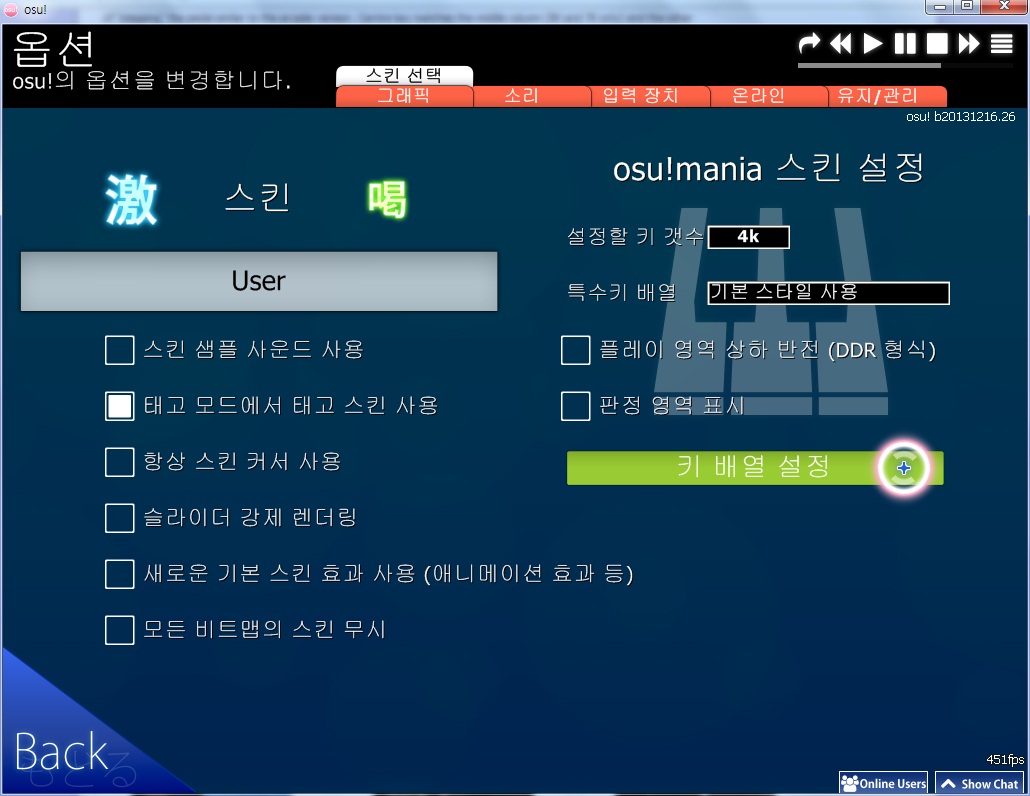 osu!
옵션
osu!의 옵션을 변경합니다.
스킨 선택
그래픽
소리
입력 장치
온라인
유지/관리
osu! b20131216.26
激
스킨
喝
User
스킨 샘플 사운드 사용
태고 모드에서 태고 스킨 사용
항상 스킨 커서 사용
슬라이더 강제 렌더링
새로운 기본 스킨 효과 사용 (애니메이션 효과 등)
모든 비트맵의 스킨 무시
osu!mania 스킨 설정
설정할 키 갯수 4k
특수키 배열 기본 스타일 사용
플레이 영역 상하 반전 (DDR 형식)
판정 영역 표시
키 배열 설정
Back
もどる
451fps
Online Users
Show Chat